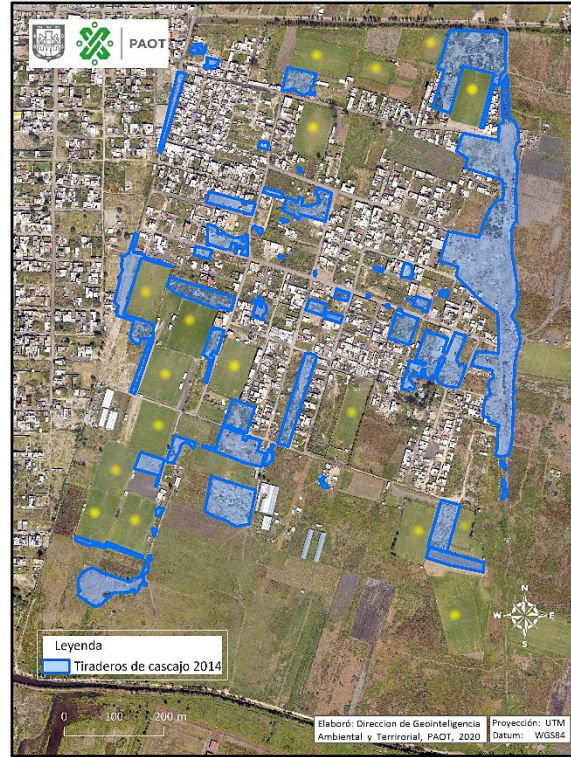 PAOT
N
W E
S
Leyenda
Tiraderos de cascajo 2014
0 100 200 m
Elaboró: Direccion de Geointeligencia
Ambiental y Terrirorial, PAOT, 2020
Proyección: UTM
Datum: WGS84